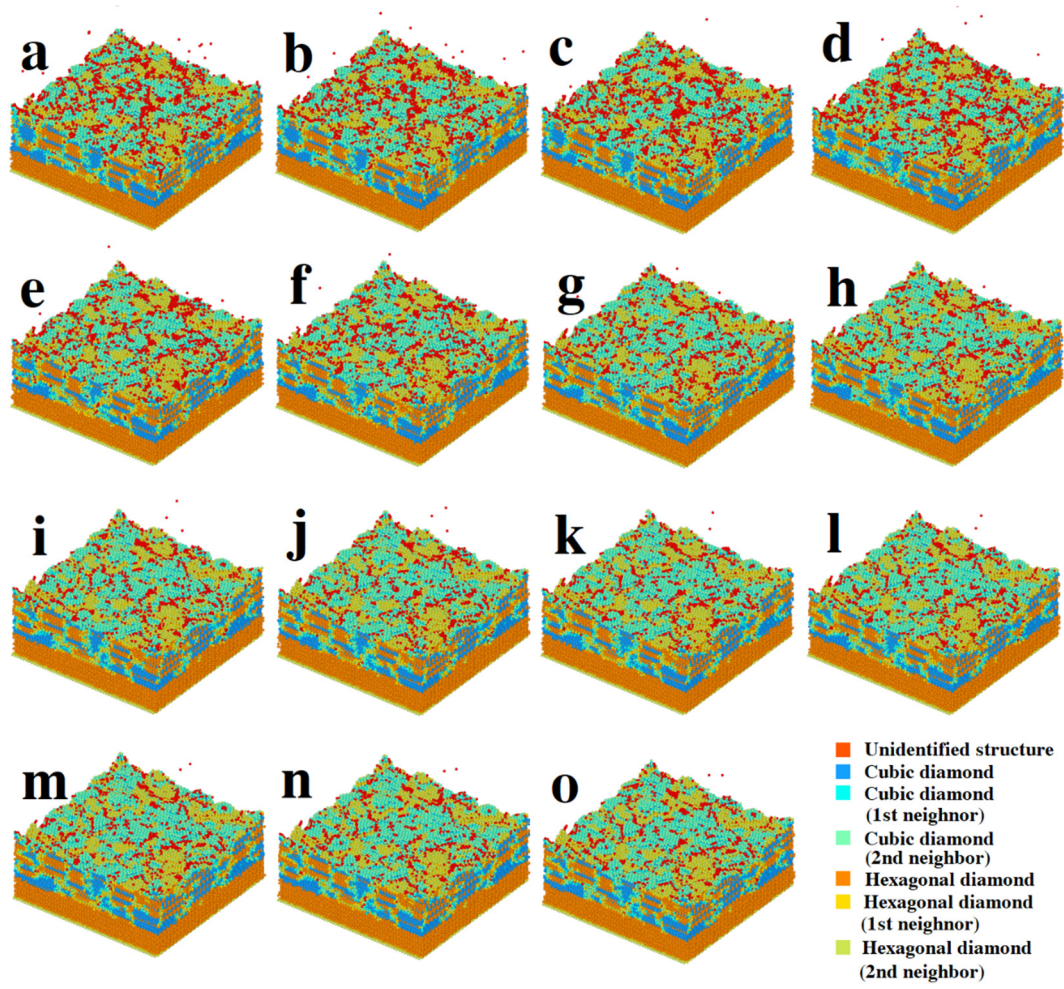 a
b
c
d
e
f
g
h
i
j
k
l
m
n
o
Unidentified structure
Cubic diamond
Cubic diamond
(1st neighnor)
Cubic diamond
(2nd neighbor)
Hexagonal diamond
Hexagonal diamond
(1st neighnor)
Hexagonal diamond
(2nd neighbor)